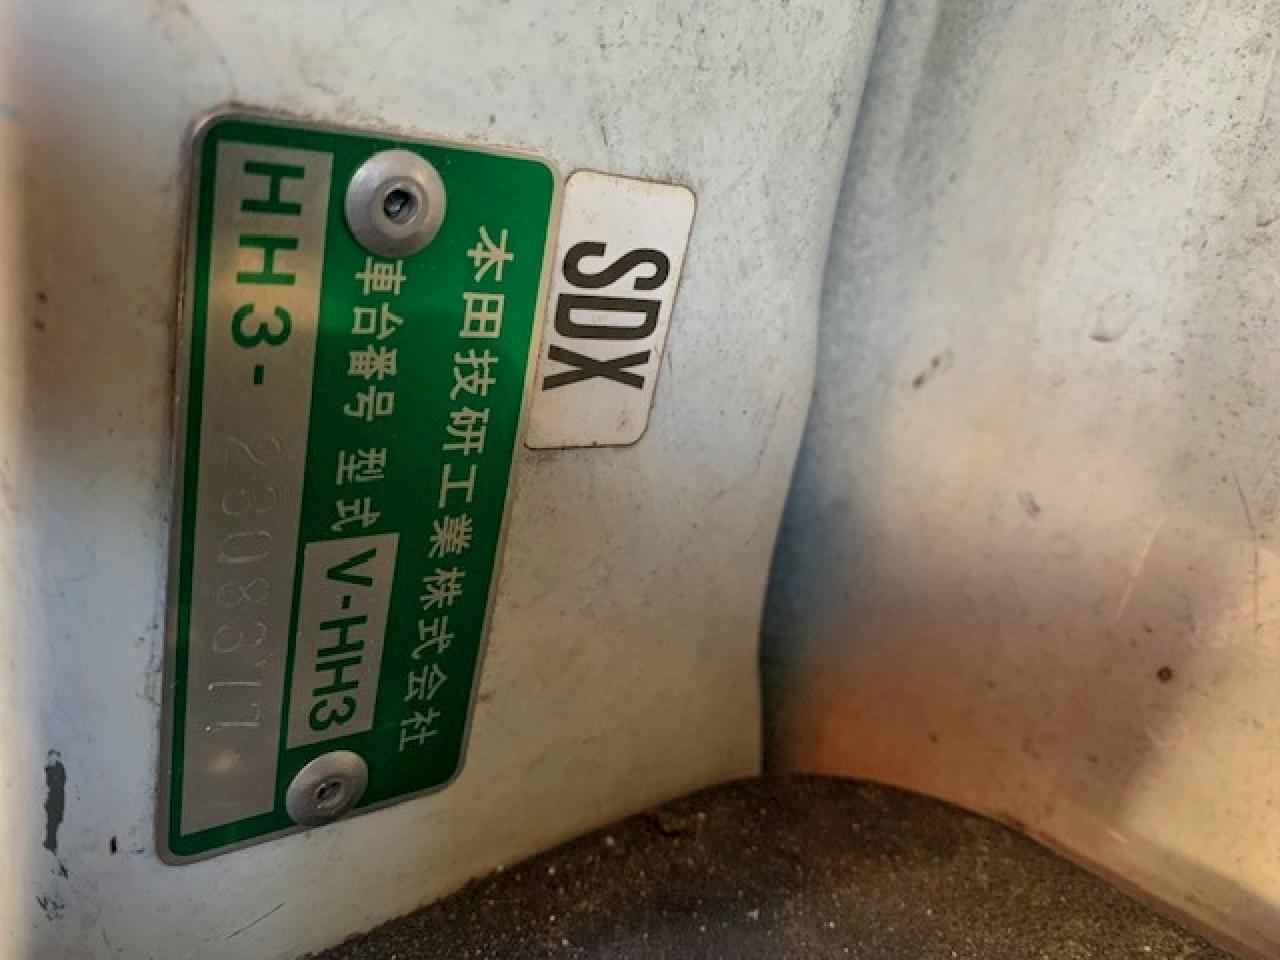 SDX
本田技研工業株式会社
車台番号 型式 V-HH3
HH3- 2308317